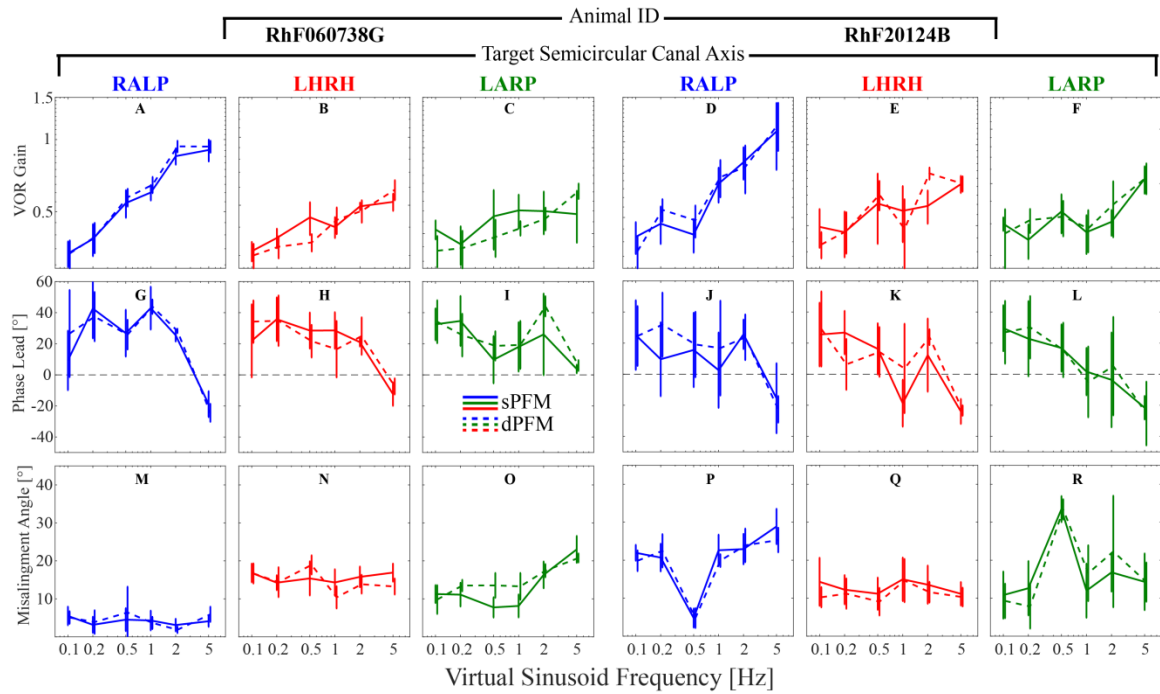 Animal ID
RhF060738G RhF20124B
Target Semicircular Canal Axis
RALP LHRH LARP RALP LHRH LARP
A B C D E F
VOR Gain
1.5
1
0.5
G H I J K L
Phase Lead [°]
60
40
20
0
-20
-40
sPFM
dPFM
M N O P Q R
Misalingment Angle [°]
40
30
20
10
0.1 0.2 0.5 1 2 5 0.1 0.2 0.5 1 2 5 0.1 0.2 0.5 1 2 5 0.1 0.2 0.5 1 2 5 0.1 0.2 0.5 1 2 5 0.1 0.2 0.5 1 2 5
Virtual Sinusoid Frequency [Hz]